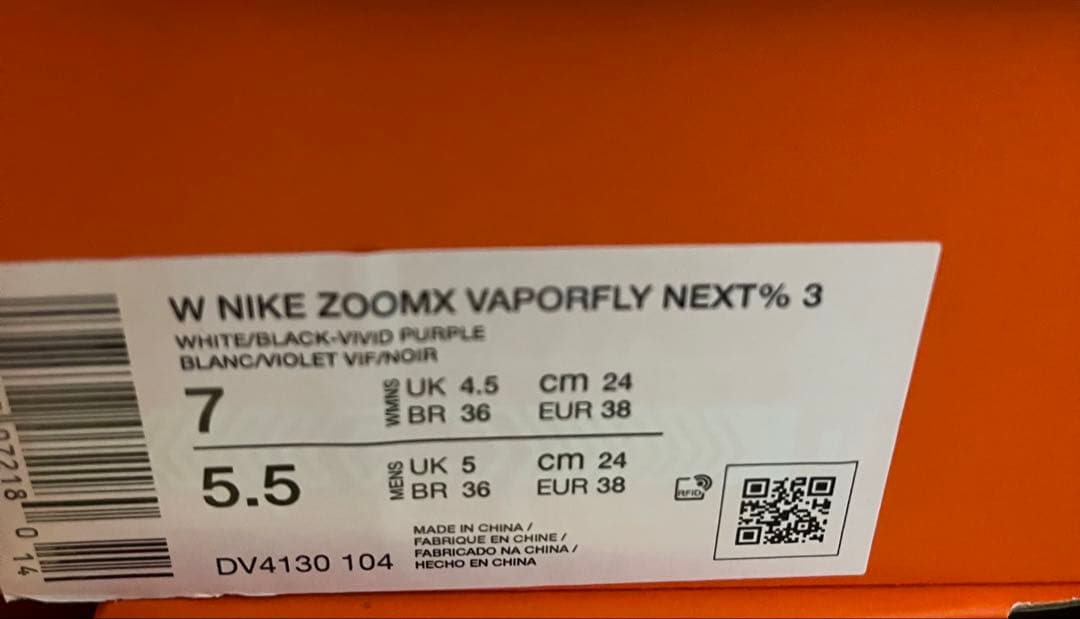 W NIKE ZOOMX VAPORFLY NEXT% 3
WHITE/BLACK-VIVID PURPLE
BLANC/VIOLET VIF/NOIR
7
WMNS
UK 4.5 cm 24
BR 36 EUR 38
5.5
MENS
UK 5 cm 24
BR 36 EUR 38
RFID
DV4130 104
MADE IN CHINA /
FABRIQUE EN CHINE /
FABRICADO NA CHINA /
HECHO EN CHINA
07218 014